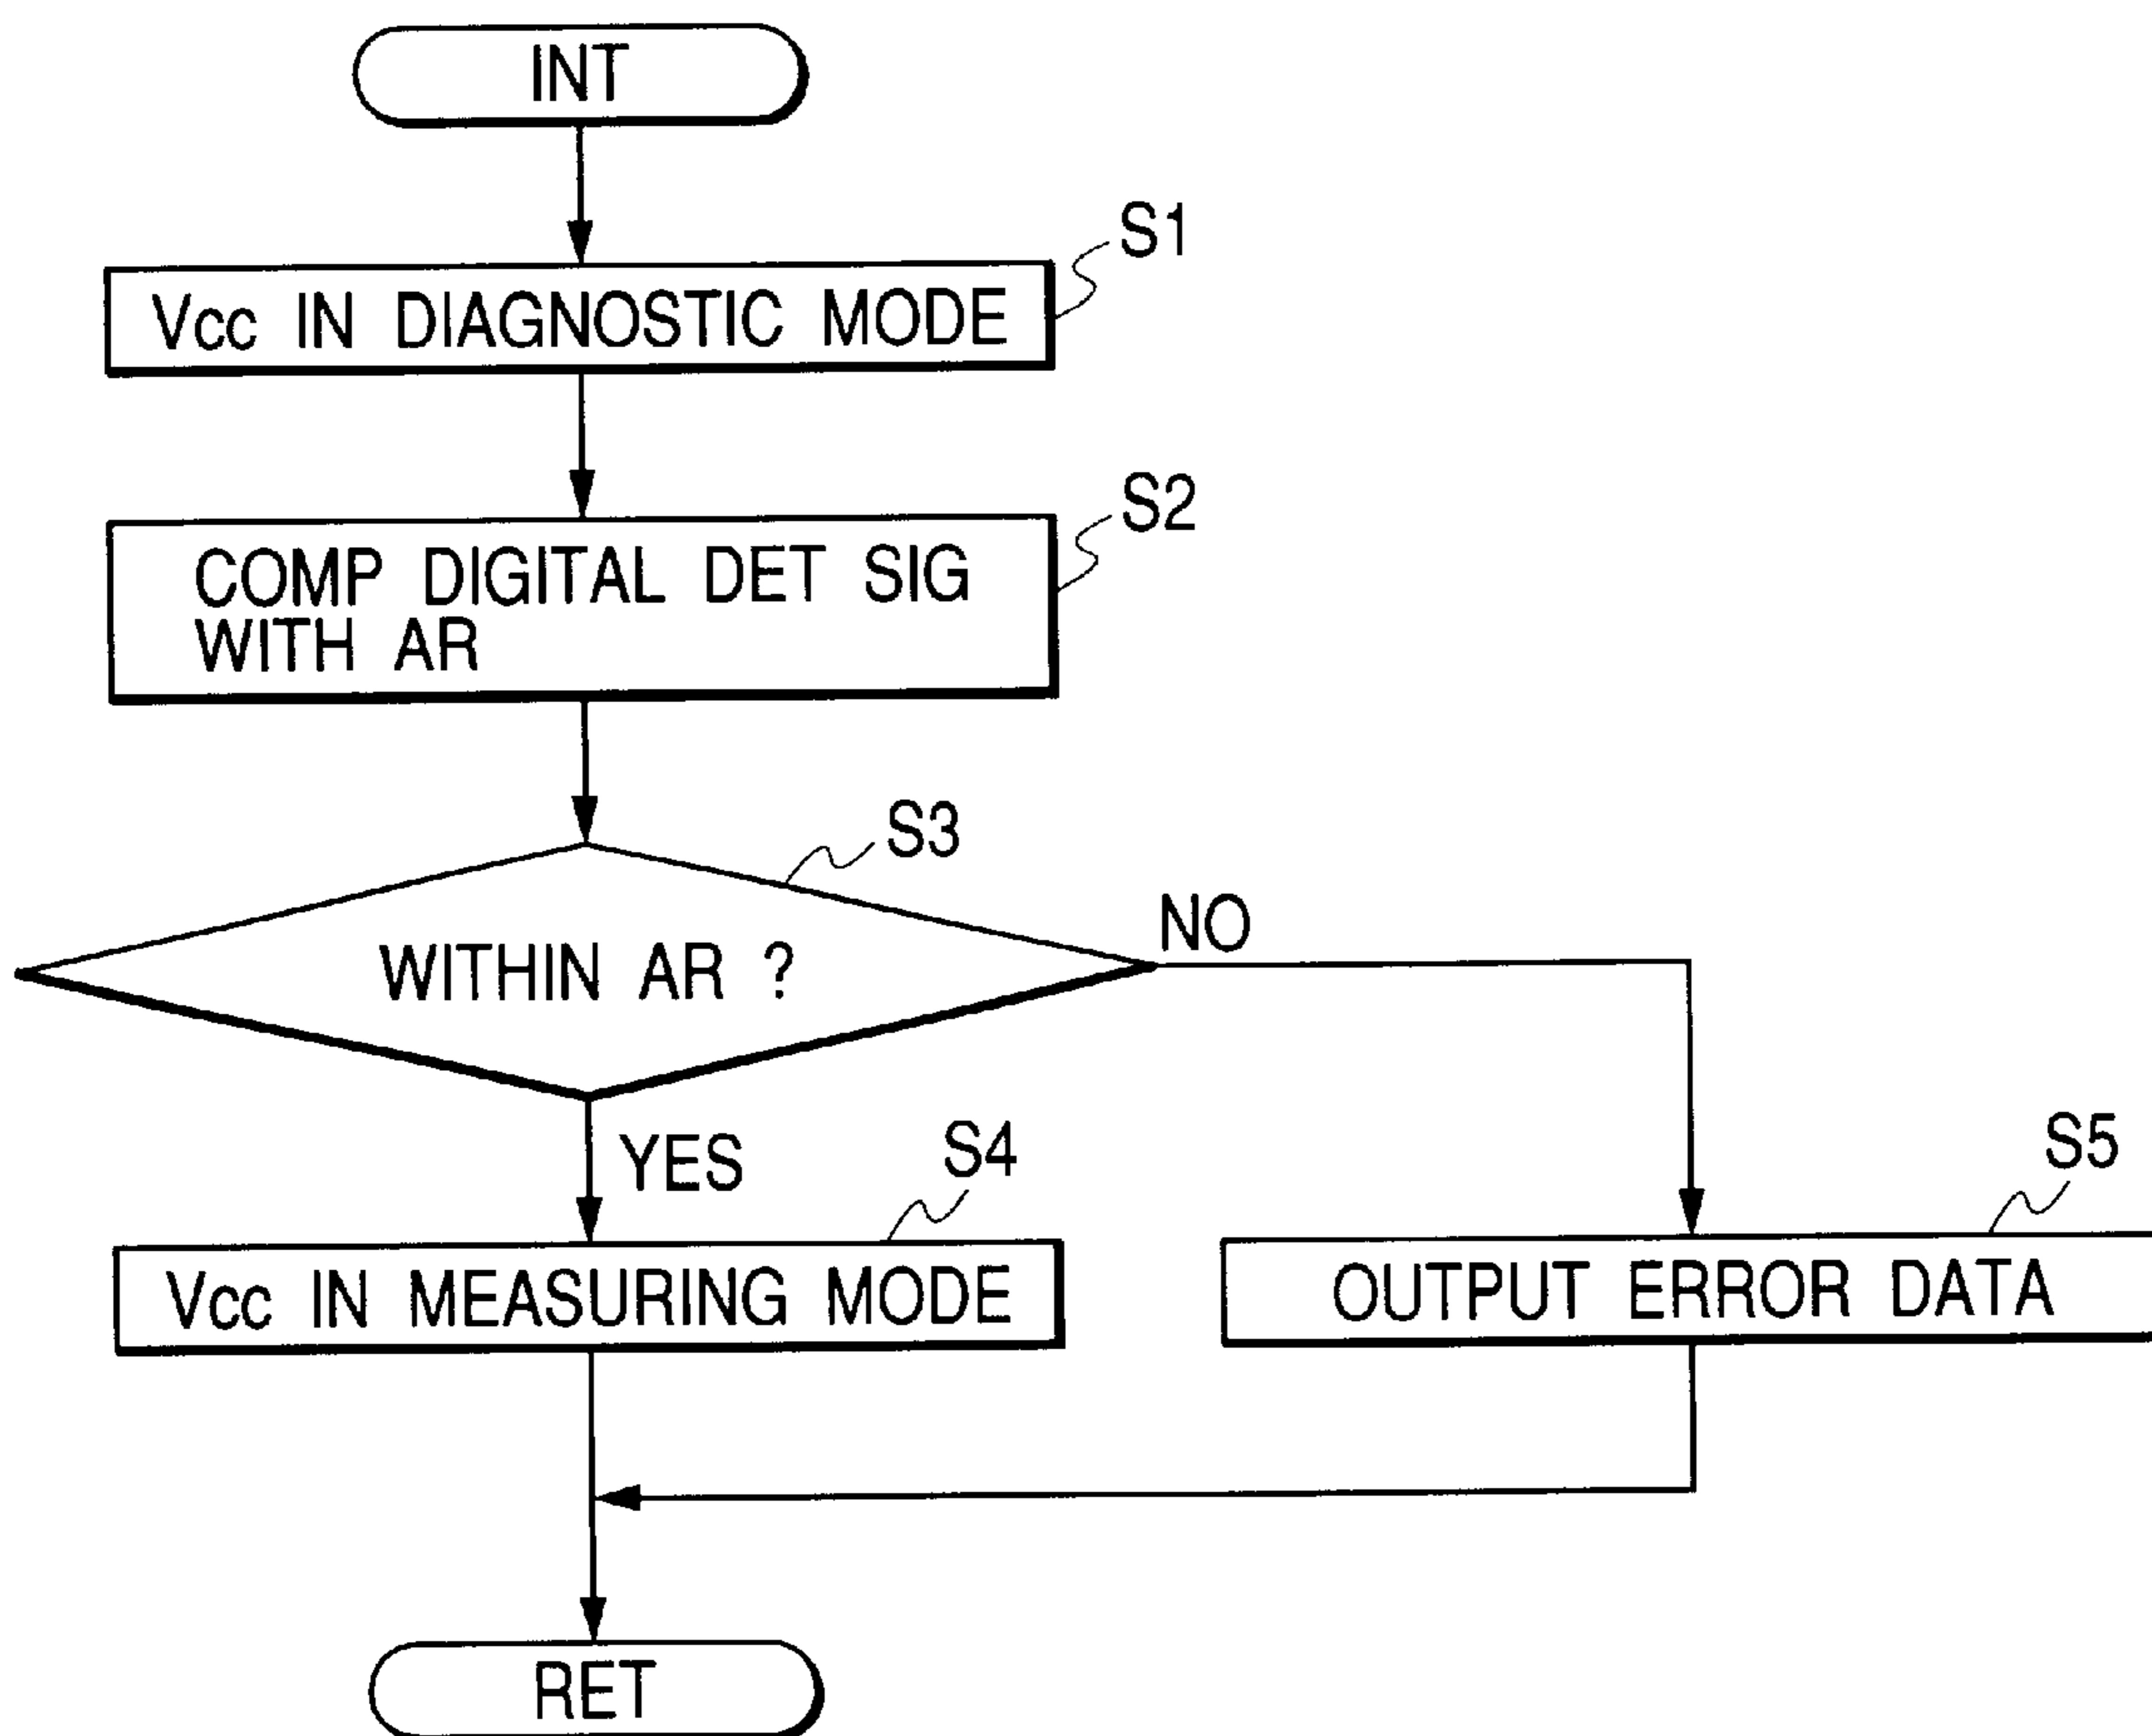 INT
S1
Vcc IN DIAGNOSTIC MODE
S2
COMP DIGITAL DET SIG
WITH AR
S3
WITHIN AR ?
NO
YES
S4
Vcc IN MEASURING MODE
S5
OUTPUT ERROR DATA
RET